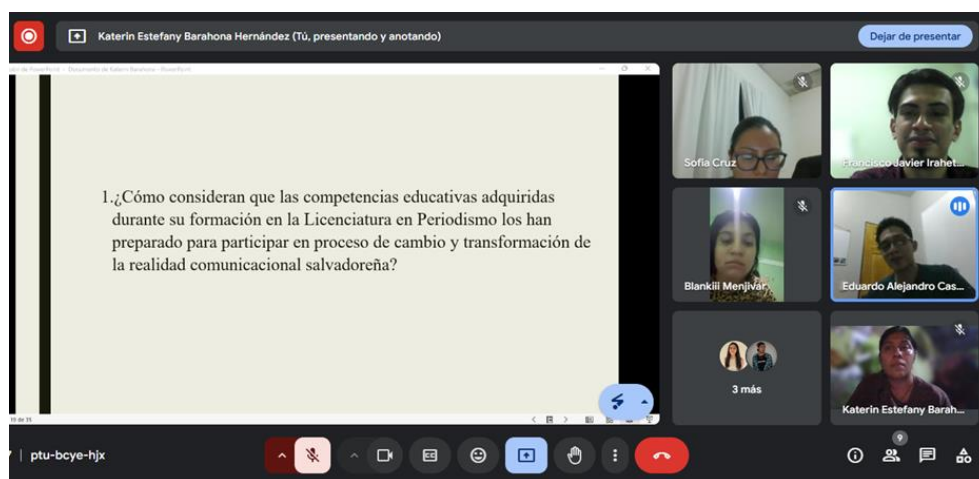 Katerin Estefany Barahona Hernández (Tú, presentando y anotando)
Dejar de presentar
1.¿Cómo consideran que las competencias educativas adquiridas
durante su formación en la Licenciatura en Periodismo los han
preparado para participar en proceso de cambio y transformación de
la realidad comunicacional salvadoreña?
Sofia Cruz
Francisco Javier Irahet...
Blankiii Menjivar
Eduardo Alejandro Cas...
3 más
Katerin Estefany Barah...
ptu-bcye-hjx
9